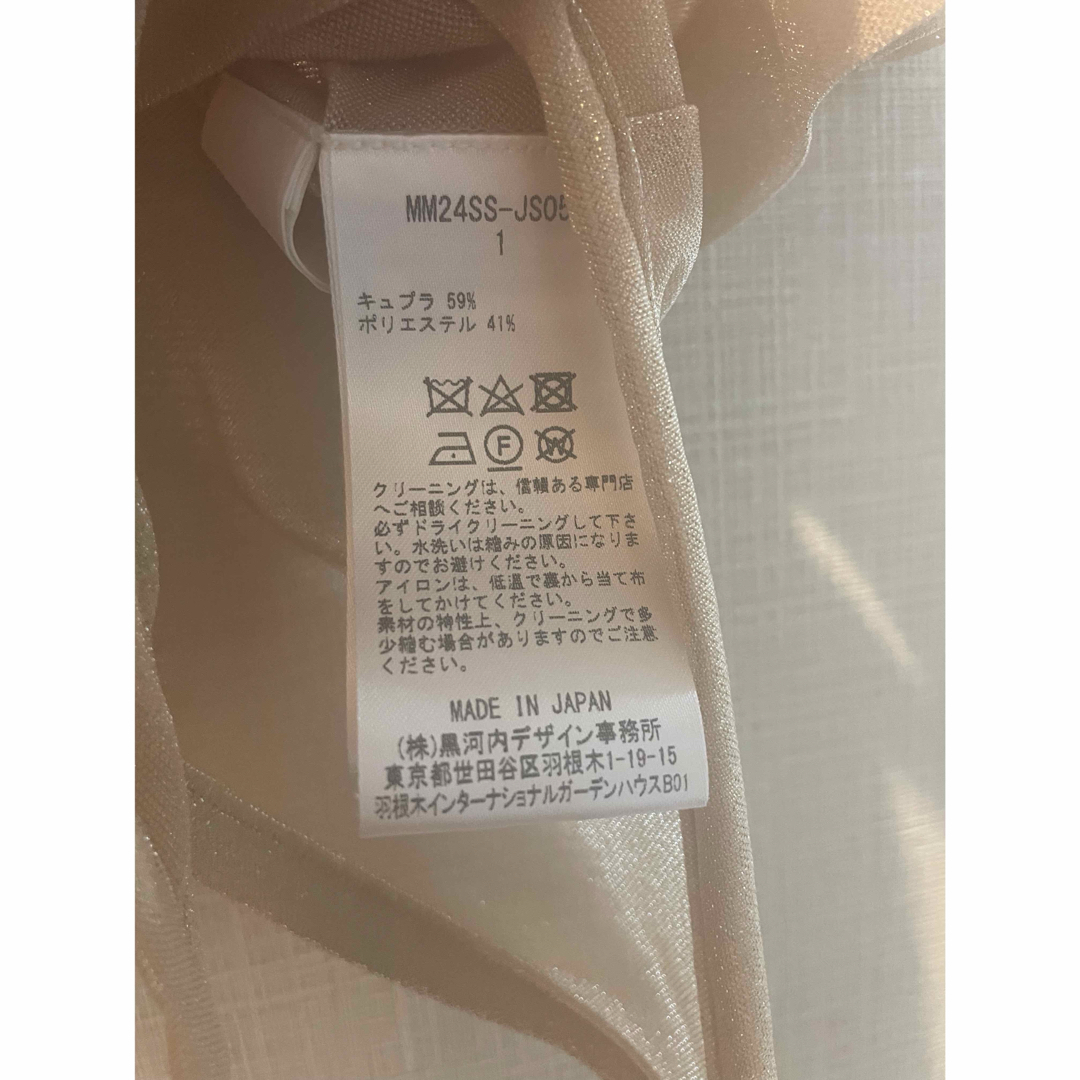 MM24SS-JS05
1
キュプラ 59%
ポリエステル 41%
F
W
クリーニングは、信頼ある専門店
へご相談ください。
必ずドライクリーニングして下さ
い。水洗いは縮みの原因になりま
すのでお避けください。
アイロンは、低温で裏から当て布
をしてかけてください。
素材の特性上、クリーニングで多
少縮む場合がありますのでご注意
ください。
MADE IN JAPAN
(株)黒河内デザイン事務所
東京都世田谷区羽根木1-19-15
羽根木インターナショナルガーデンハウスB01